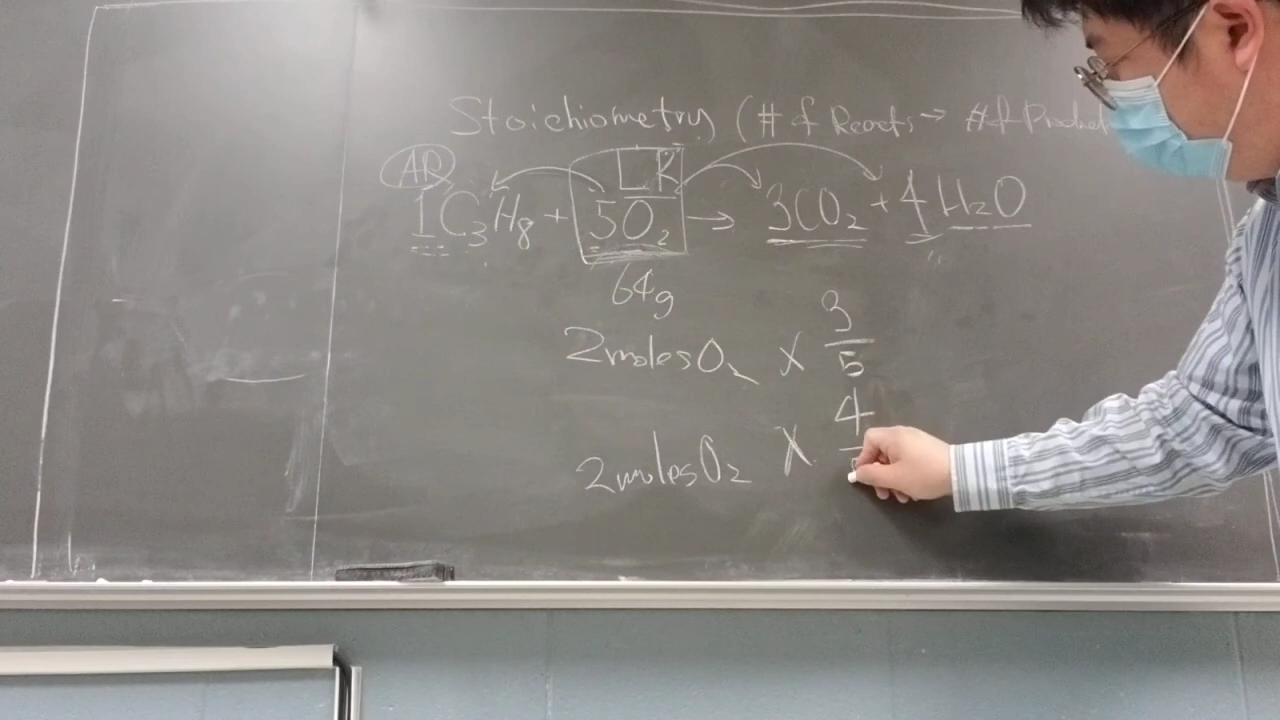 Stoichiometry (# of Reacts → # of Product
AR LR
1C₃H₈ + 5O₂ → 3CO₂ + 4H₂O
64g
2molesO₂ X 3/5
2molesO₂ X 4/